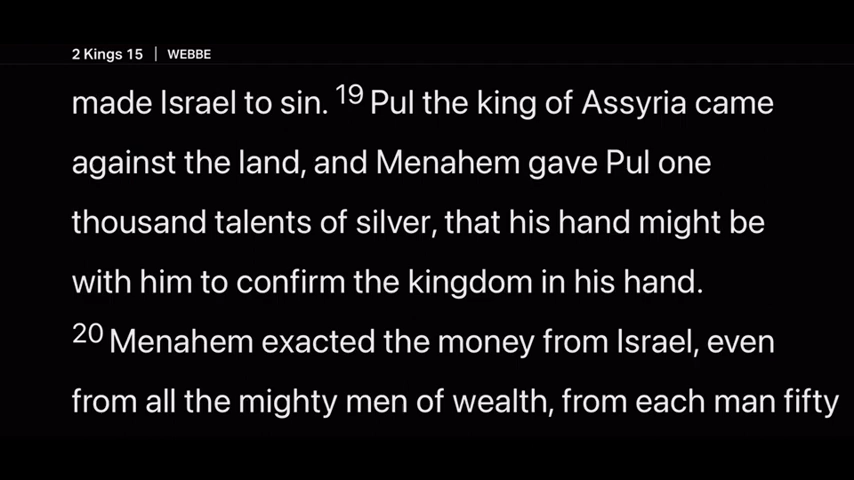 2 Kings 15 | WEBBE
made Israel to sin. 19 Pul the king of Assyria came
against the land, and Menahem gave Pul one
thousand talents of silver, that his hand might be
with him to confirm the kingdom in his hand.
20 Menahem exacted the money from Israel, even
from all the mighty men of wealth, from each man fifty